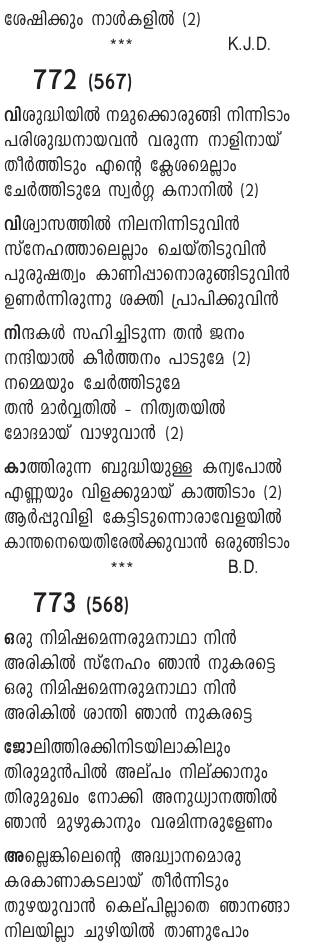 ശേഷിക്കും നാൾകളിൽ (2)
*** K.J.D.
772 (567)
വിശുദ്ധിയിൽ നമുക്കൊരുങ്ങി നിന്നിടാം
പരിശുദ്ധനായവൻ വരുന്ന നാളിനായ്
തീർത്തിടും എന്റെ ക്ലേശമെല്ലാം
ചേർത്തിടുമേ സ്വർഗ്ഗ കനാനിൽ (2)
വിശ്വാസത്തിൽ നിലനിന്നിടുവിൻ
സ്നേഹത്താലെല്ലാം ചെയ്തിടുവിൻ
പുരുഷത്വം കാണിപ്പാനൊരുങ്ങിടുവിൻ
ഉണർന്നിരുന്നു ശക്തി പ്രാപിക്കുവിൻ
നിന്ദകൾ സഹിച്ചിടുന്ന തൻ ജനം
നന്ദിയാൽ കീർത്തനം പാടുമേ (2)
നമ്മെയും ചേർത്തിടുമേ
തൻ മാർവ്വതിൽ - നിത്യതയിൽ
മോദമായ് വാഴുവാൻ (2)
കാത്തിരുന്ന ബുദ്ധിയുള്ള കന്യപോൽ
എണ്ണയും വിളക്കുമായ് കാത്തിടാം (2)
ആർപ്പുവിളി കേട്ടിടുന്നൊരാവേളയിൽ
കാന്തനെയെതിരേൽക്കുവാൻ ഒരുങ്ങിടാം
*** B.D.
773 (568)
ഒരു നിമിഷമെന്നരുമനാഥാ നിൻ
അരികിൽ സ്നേഹം ഞാൻ നുകരട്ടെ
ഒരു നിമിഷമെന്നരുമനാഥാ നിൻ
അരികിൽ ശാന്തി ഞാൻ നുകരട്ടെ
ജോലിത്തിരക്കിനിടയിലാകിലും
തിരുമുൻപിൽ അല്പം നില്ക്കാനും
തിരുമുഖം നോക്കി അനുധ്യാനത്തിൽ
ഞാൻ മുഴുകാനും വരമിന്നരുളേണം
അല്ലെങ്കിലെന്റെ അദ്ധ്വാനമൊരു
കരകാണാകടലായ് തീർന്നിടും
തുഴയുവാൻ കെല്പില്ലാതെ ഞാനങ്ങാ
നിലയില്ലാ ചുഴിയിൽ താണുപോം